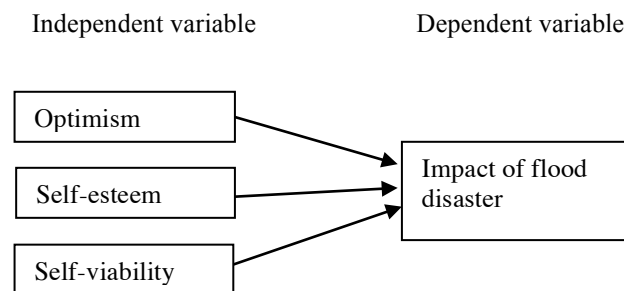 Independent variable
Dependent variable
Optimism
Self-esteem
Self-viability
Impact of flood
disaster